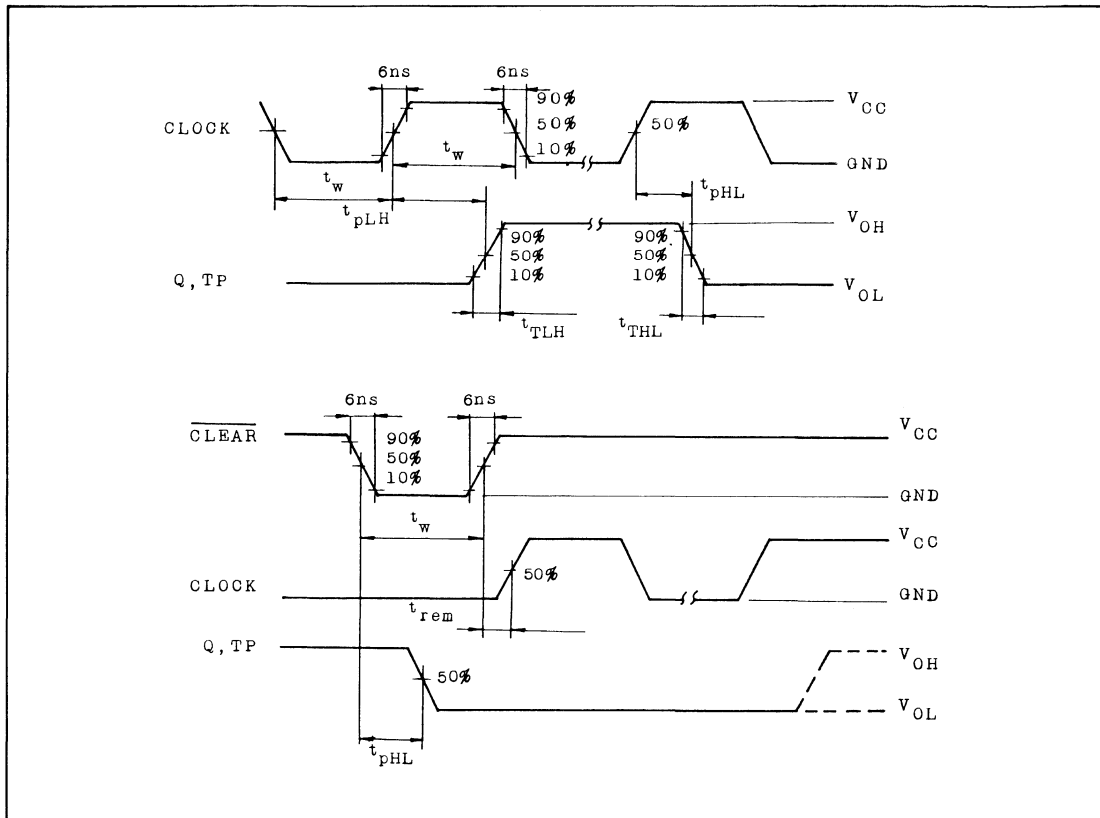 6ns 6ns
90% V_CC
CLOCK 50% 50%
t_w 10% GND
t_w t_pHL
t_pLH V_OH
90% 90%
50% 50%
Q,TP 10% 10% V_OL
t_TLH t_THL
6ns 6ns
CLEAR 90% V_CC
50%
10% GND
t_w V_CC
50%
CLOCK GND
t_rem
Q,TP V_OH
50%
V_OL
t_pHL